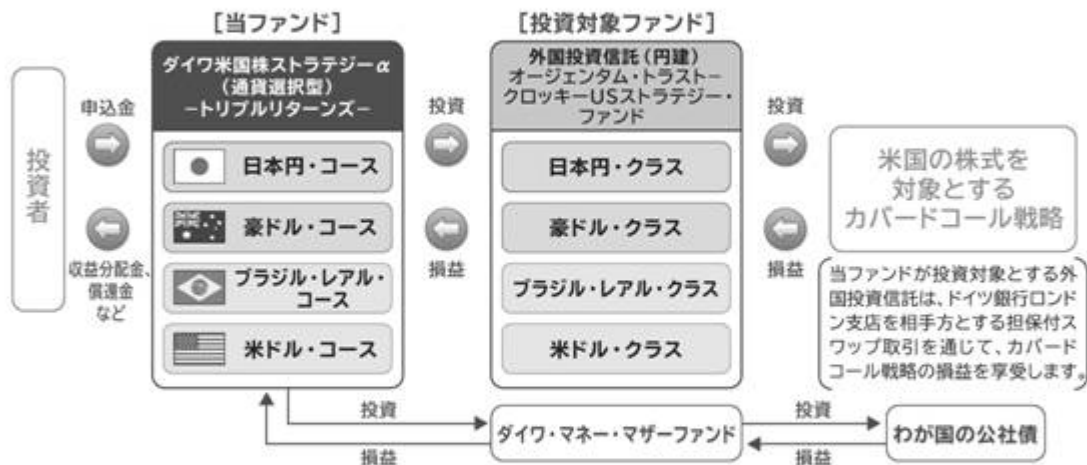 [当ファンド]
[投資対象ファンド]
投資者
申込金
収益分配金、
償還金
など
ダイワ米国株ストラテジーα
(通貨選択型)
−トリプルリターンズ−
日本円・コース
豪ドル・コース
ブラジル・レアル・
コース
米ドル・コース
投資
損益
外国投資信託(円建)
オージェンタム・トラスト−
クロッキーUSストラテジー・
ファンド
日本円・クラス
豪ドル・クラス
ブラジル・レアル・クラス
米ドル・クラス
投資
損益
米国の株式を
対象とする
カバードコール戦略
当ファンドが投資対象とする外
国投資信託は、ドイツ銀行ロンド
ン支店を相手方とする担保付ス
ワップ取引を通じて、カバード
コール戦略の損益を享受します。
投資
損益
ダイワ・マネー・マザーファンド
投資
損益
わが国の公社債